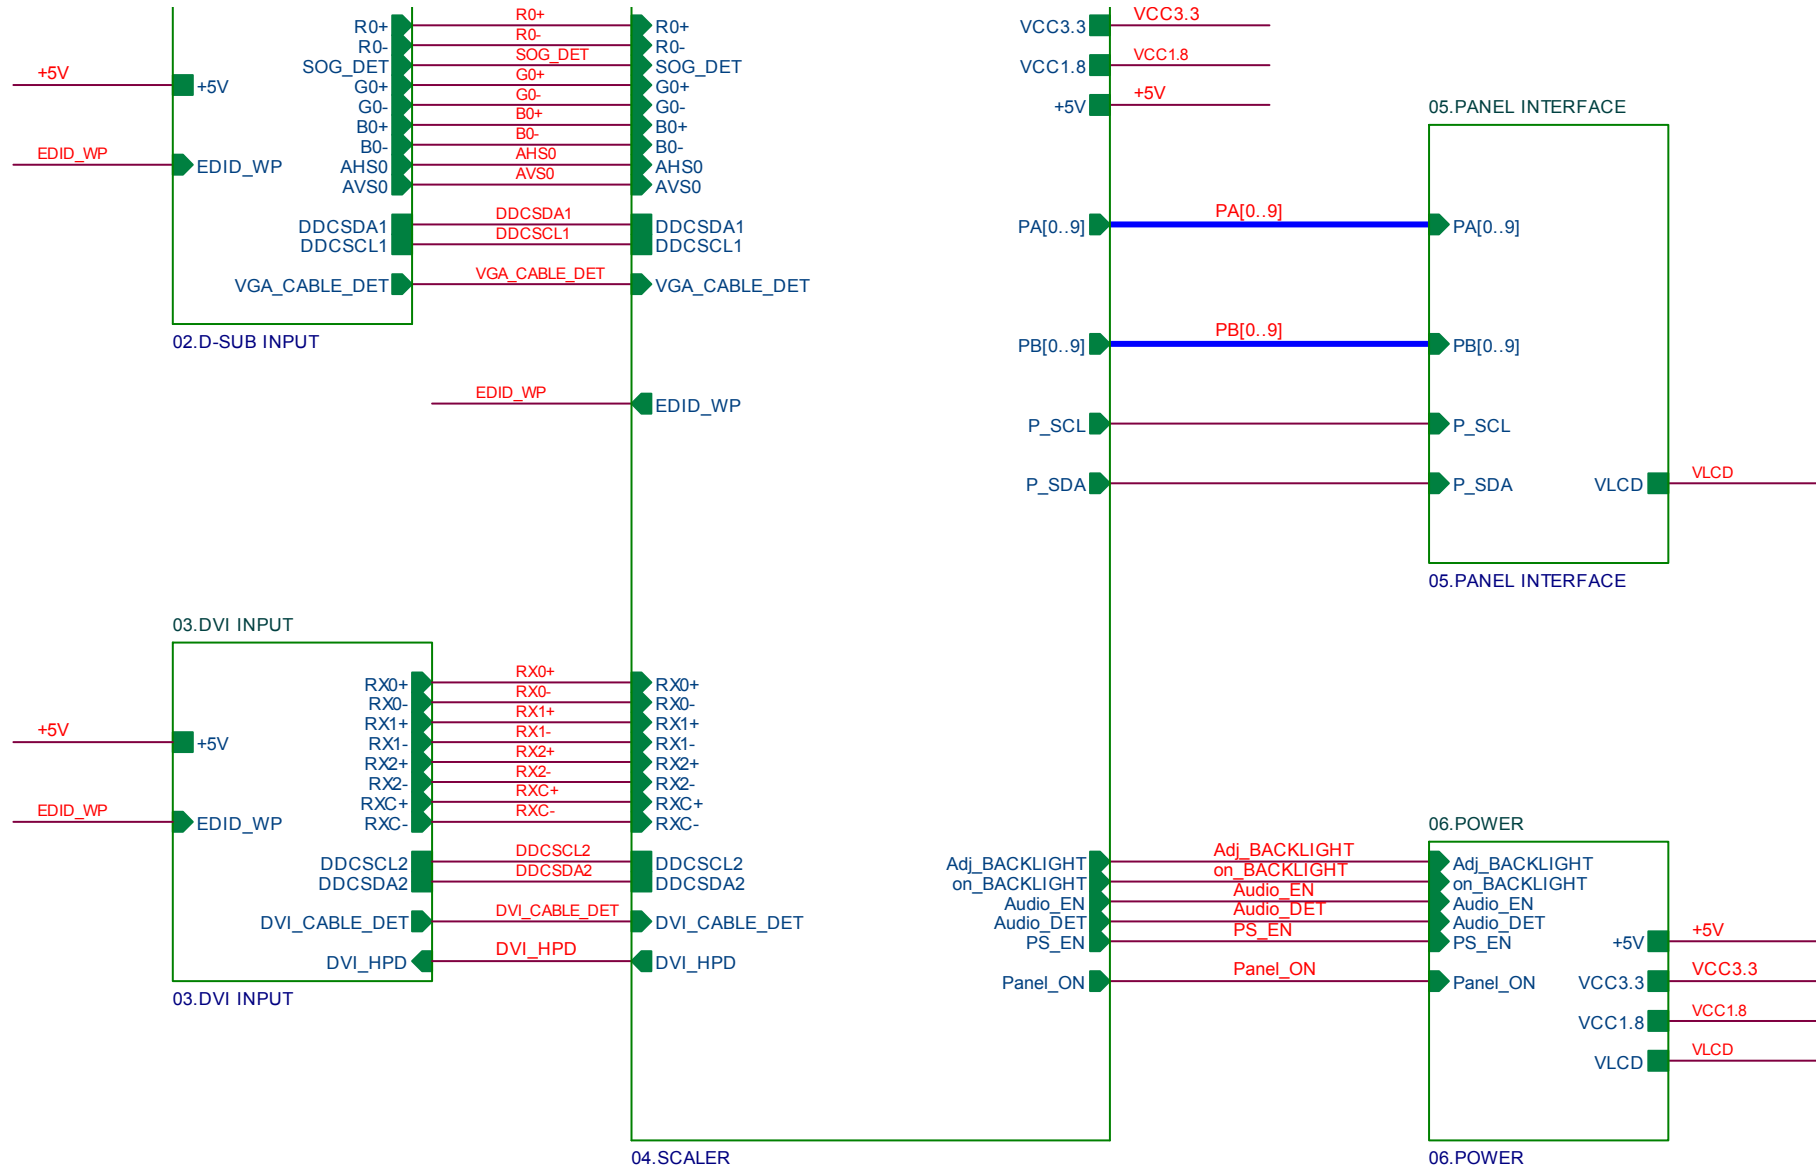 R0+ R0+ R0+
R0- R0- R0-
SOG_DET SOG_DET SOG_DET
G0+ G0+ G0+
G0- G0- G0-
B0+ B0+ B0+
B0- B0- B0-
AHS0 AHS0 AHS0
AVS0 AVS0 AVS0
+5V +5V
EDID_WP EDID_WP
DDCSDA1 DDCSDA1 DDCSDA1
DDCSCL1 DDCSCL1 DDCSCL1
VGA_CABLE_DET VGA_CABLE_DET VGA_CABLE_DET
02.D-SUB INPUT
EDID_WP EDID_WP
VCC3.3 VCC3.3
VCC1.8 VCC1.8
+5V +5V
05.PANEL INTERFACE
PA[0..9] PA[0..9] PA[0..9]
PB[0..9] PB[0..9] PB[0..9]
P_SCL P_SCL
P_SDA P_SDA VLCD VLCD
05.PANEL INTERFACE
03.DVI INPUT
RX0+ RX0+ RX0+
RX0- RX0- RX0-
RX1+ RX1+ RX1+
RX1- RX1- RX1-
RX2+ RX2+ RX2+
RX2- RX2- RX2-
RXC+ RXC+ RXC+
RXC- RXC- RXC-
+5V +5V
EDID_WP EDID_WP
DDCSCL2 DDCSCL2 DDCSCL2
DDCSDA2 DDCSDA2 DDCSDA2
DVI_CABLE_DET DVI_CABLE_DET DVI_CABLE_DET
DVI_HPD DVI_HPD DVI_HPD
03.DVI INPUT
06.POWER
Adj_BACKLIGHT Adj_BACKLIGHT Adj_BACKLIGHT
on_BACKLIGHT on_BACKLIGHT on_BACKLIGHT
Audio_EN Audio_EN Audio_EN
Audio_DET Audio_DET Audio_DET
PS_EN PS_EN PS_EN
Panel_ON Panel_ON Panel_ON
+5V +5V
VCC3.3 VCC3.3
VCC1.8 VCC1.8
VLCD VLCD
04.SCALER
06.POWER